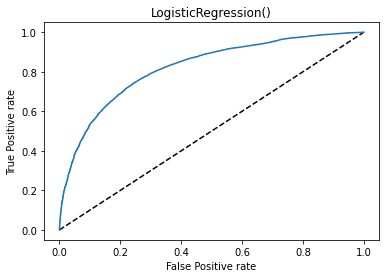 LogisticRegression()
1.0
0.8
0.6
0.4
0.2
0.0
True Positive rate
0.0 0.2 0.4 0.6 0.8 1.0
False Positive rate